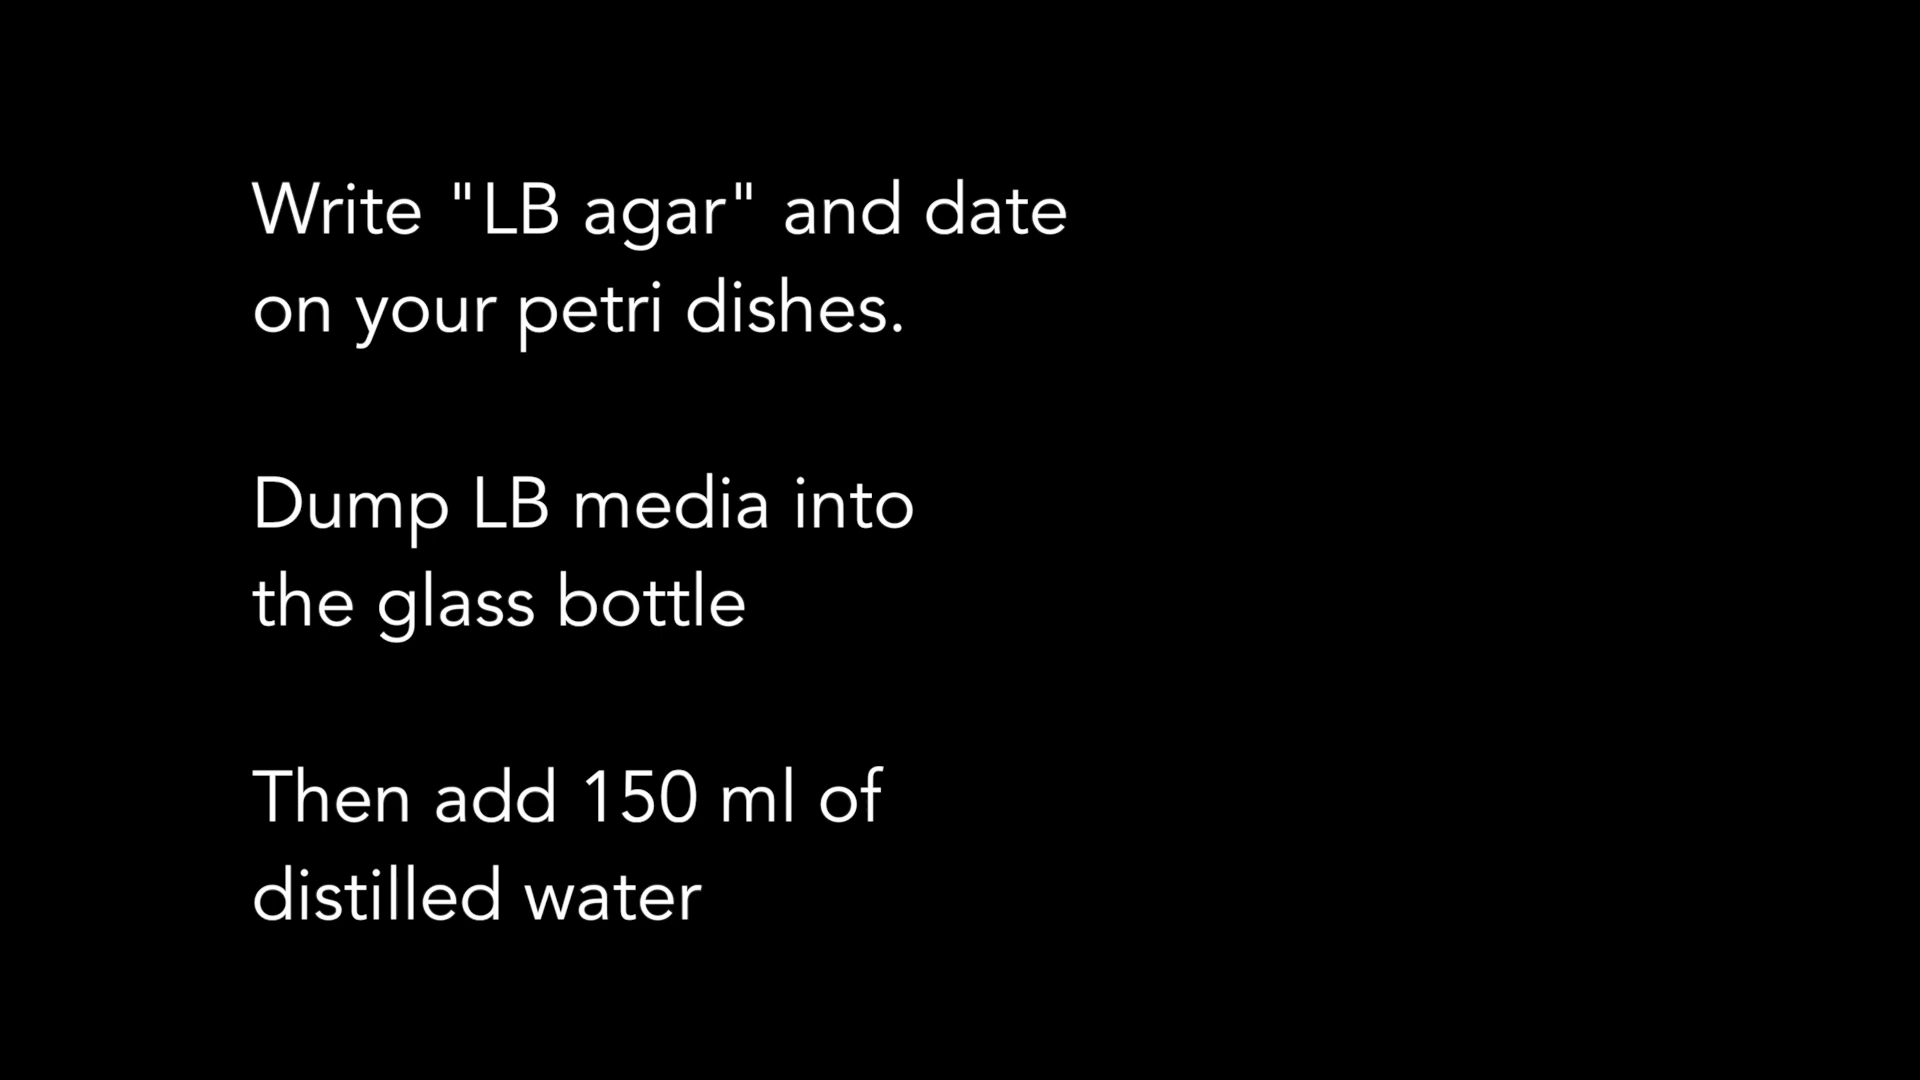 Write "LB agar" and date
on your petri dishes.
Dump LB media into
the glass bottle
Then add 150 ml of
distilled water